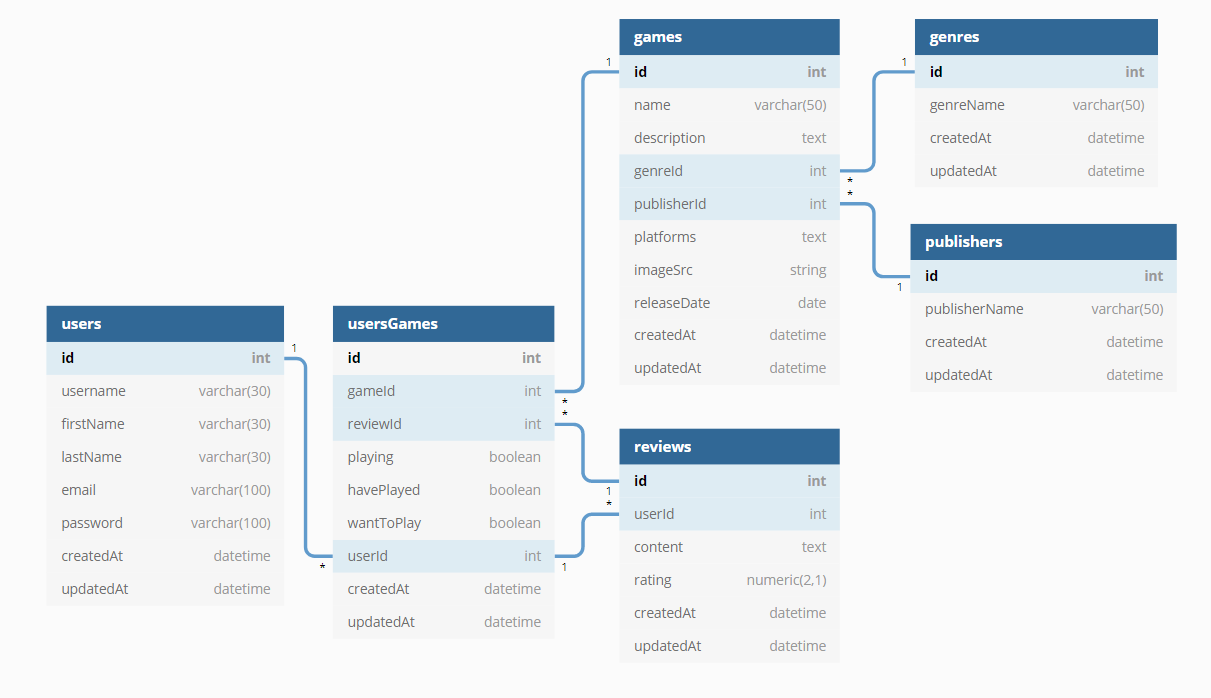 games
1
id int
name varchar(50)
description text
genreId int
*
*
publisherId int
platforms text
imageSrc string
releaseDate date
createdAt datetime
updatedAt datetime
genres
1
id int
genreName varchar(50)
createdAt datetime
updatedAt datetime
publishers
id int
1
publisherName varchar(50)
createdAt datetime
updatedAt datetime
users
id int
1
username varchar(30)
firstName varchar(30)
lastName varchar(30)
email varchar(100)
password varchar(100)
createdAt datetime
updatedAt datetime
usersGames
id int
gameId int
*
*
reviewId int
playing boolean
havePlayed boolean
wantToPlay boolean
userId int
*
1
createdAt datetime
updatedAt datetime
reviews
id int
1
*
userId int
content text
rating numeric(2,1)
createdAt datetime
updatedAt datetime